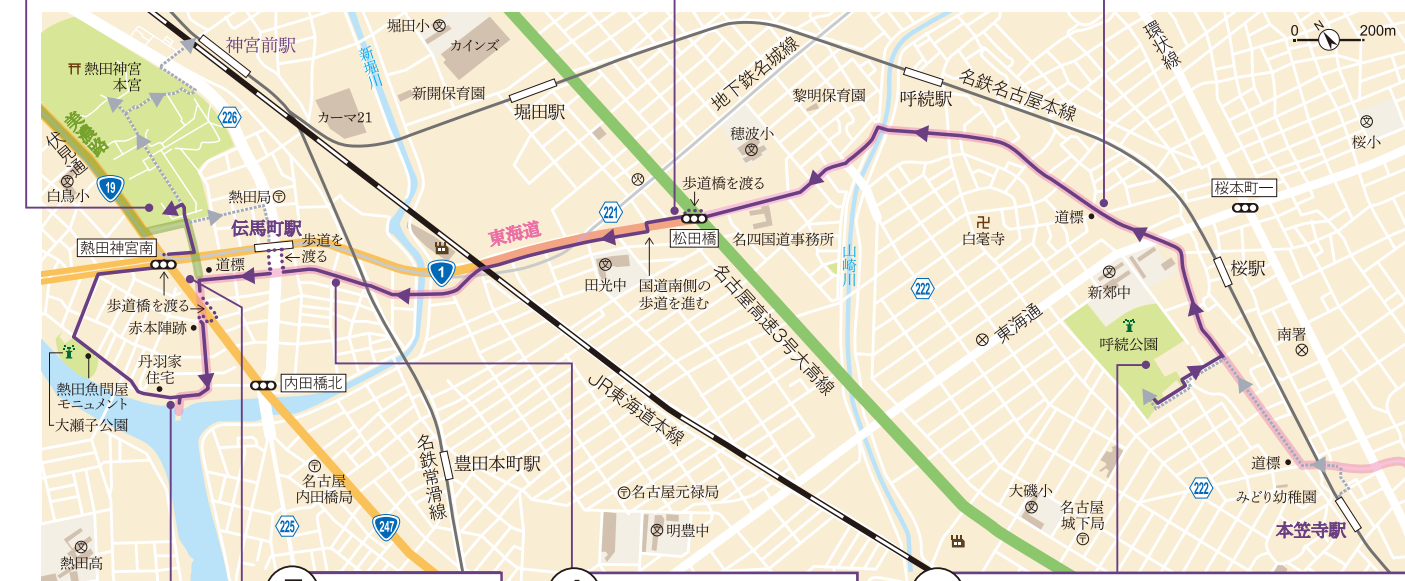 堀田小
カインズ
神宮前駅
新堀川
熱田神宮
本宮
新開保育園
堀田駅
地下鉄名城線
黎明保育園
呼続駅
名鉄名古屋本線
環状線
0
N
200m
桜小
カーマ21
226
穂波小
美濃路
伏見通
19
白鳥小
熱田局
歩道橋を渡る
221
桜本町一
道標
伝馬町駅
歩道を
渡る
東海道
松田橋
名四国道事務所
白毫寺
熱田神宮南
道標
1
田光中
国道南側の
歩道を進む
山崎川
222
新郊中
桜駅
歩道橋を渡る
赤本陣跡
名古屋高速3号大高線
東海通
呼続公園
南署
丹羽家
住宅
内田橋北
熱田魚問屋
モニュメント
大瀬子公園
JR東海道本線
名鉄常滑線
豊田本町駅
名古屋
内田橋局
名古屋元禄局
大磯小
名古屋
城下局
道標
222
みどり幼稚園
本笠寺駅
225
247
明豊中
熱田高